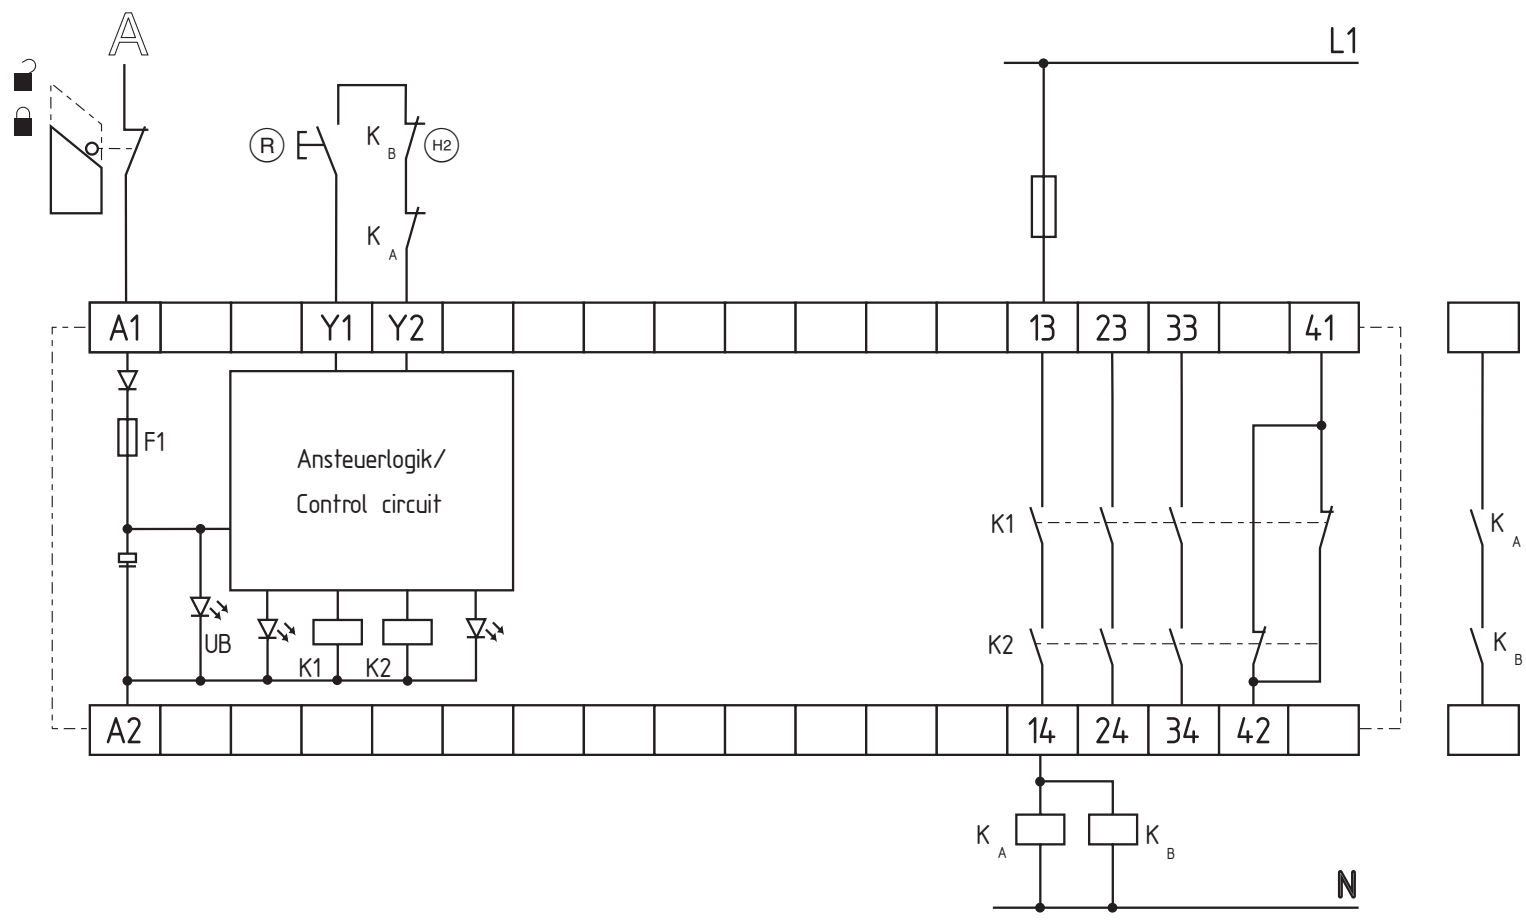 A
L1
R
K B
H2
K A
A1 Y1 Y2 13 23 33 41
F1
Ansteuerlogik/
Control circuit
K1
K A
UB
K1 K2
K2
K B
A2 14 24 34 42
K A
K B
N